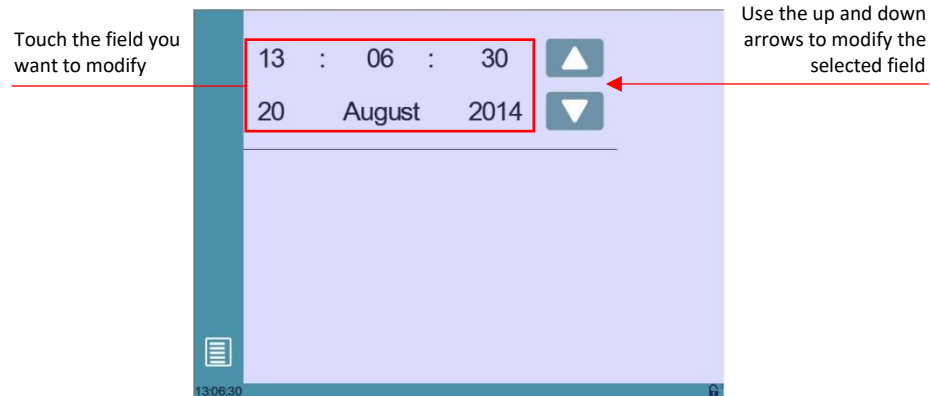 Touch the field you
want to modify
13 : 06 : 30
20 August 2014
Use the up and down
arrows to modify the
selected field
13:06:30